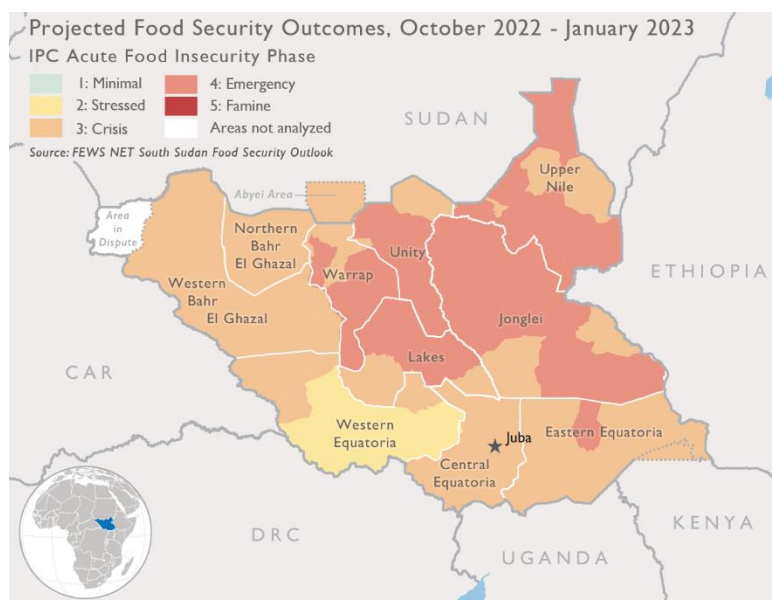 Projected Food Security Outcomes, October 2022 - January 2023
IPC Acute Food Insecurity Phase
1: Minimal
4: Emergency
2: Stressed
5: Famine
3: Crisis
Areas not analyzed
Source: FEWS NET South Sudan Food Security Outlook
SUDAN
Upper
Nile
Abyei Area
Area
in
Dispute
Northern
Bahr
El Ghazal
Unity
Warrap
ETHIOPIA
Western
Bahr
El Ghazal
Jonglei
Lakes
CAR
Western
Equatoria
Juba
Eastern Equatoria
Central
Equatoria
DRC
KENYA
UGANDA